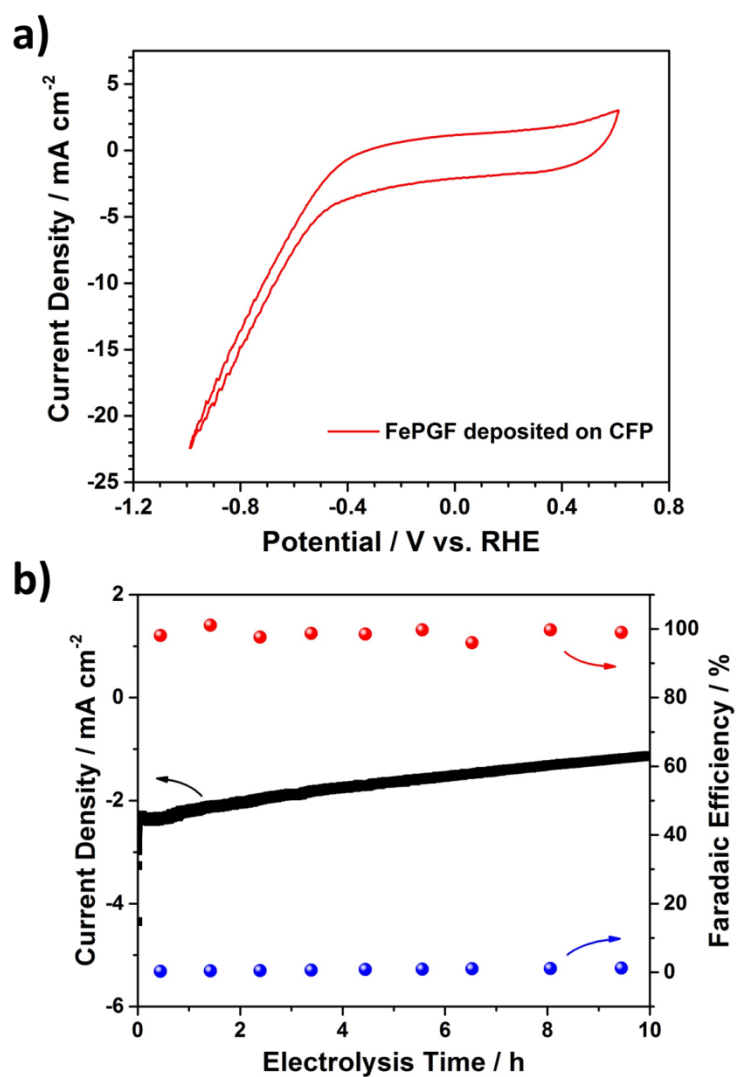 a)
5
0
-5
-10
-15
-20
-25
Current Density / mA cm-2
FePGF deposited on CFP
-1.2 -0.8 -0.4 0.0 0.4 0.8
Potential / V vs. RHE
b)
2
0
-2
-4
-6
Current Density / mA cm-2
100
80
60
40
20
0
Faradaic Efficiency / %
0 2 4 6 8 10
Electrolysis Time / h